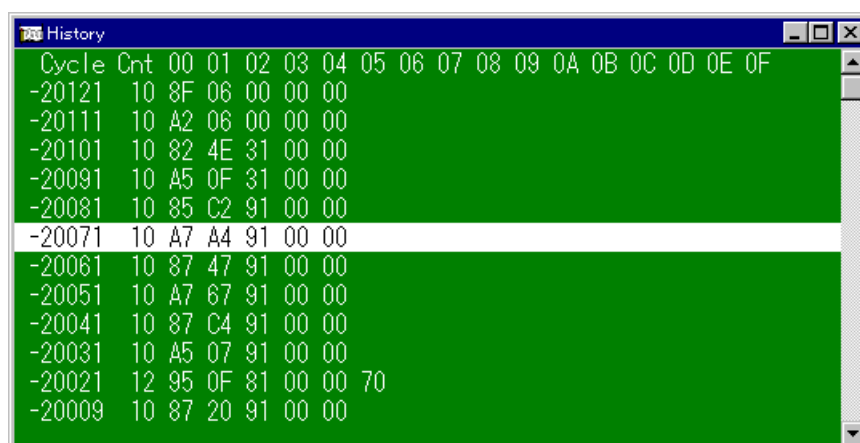 History
Cycle Cnt 00 01 02 03 04 05 06 07 08 09 0A 0B 0C 0D 0E 0F
-20121 10 8F 06 00 00 00
-20111 10 A2 06 00 00 00
-20101 10 82 4E 31 00 00
-20091 10 A5 0F 31 00 00
-20081 10 85 C2 91 00 00
-20071 10 A7 A4 91 00 00
-20061 10 87 47 91 00 00
-20051 10 A7 67 91 00 00
-20041 10 87 C4 91 00 00
-20031 10 A5 07 91 00 00
-20021 12 95 0F 81 00 00 70
-20009 10 87 20 91 00 00